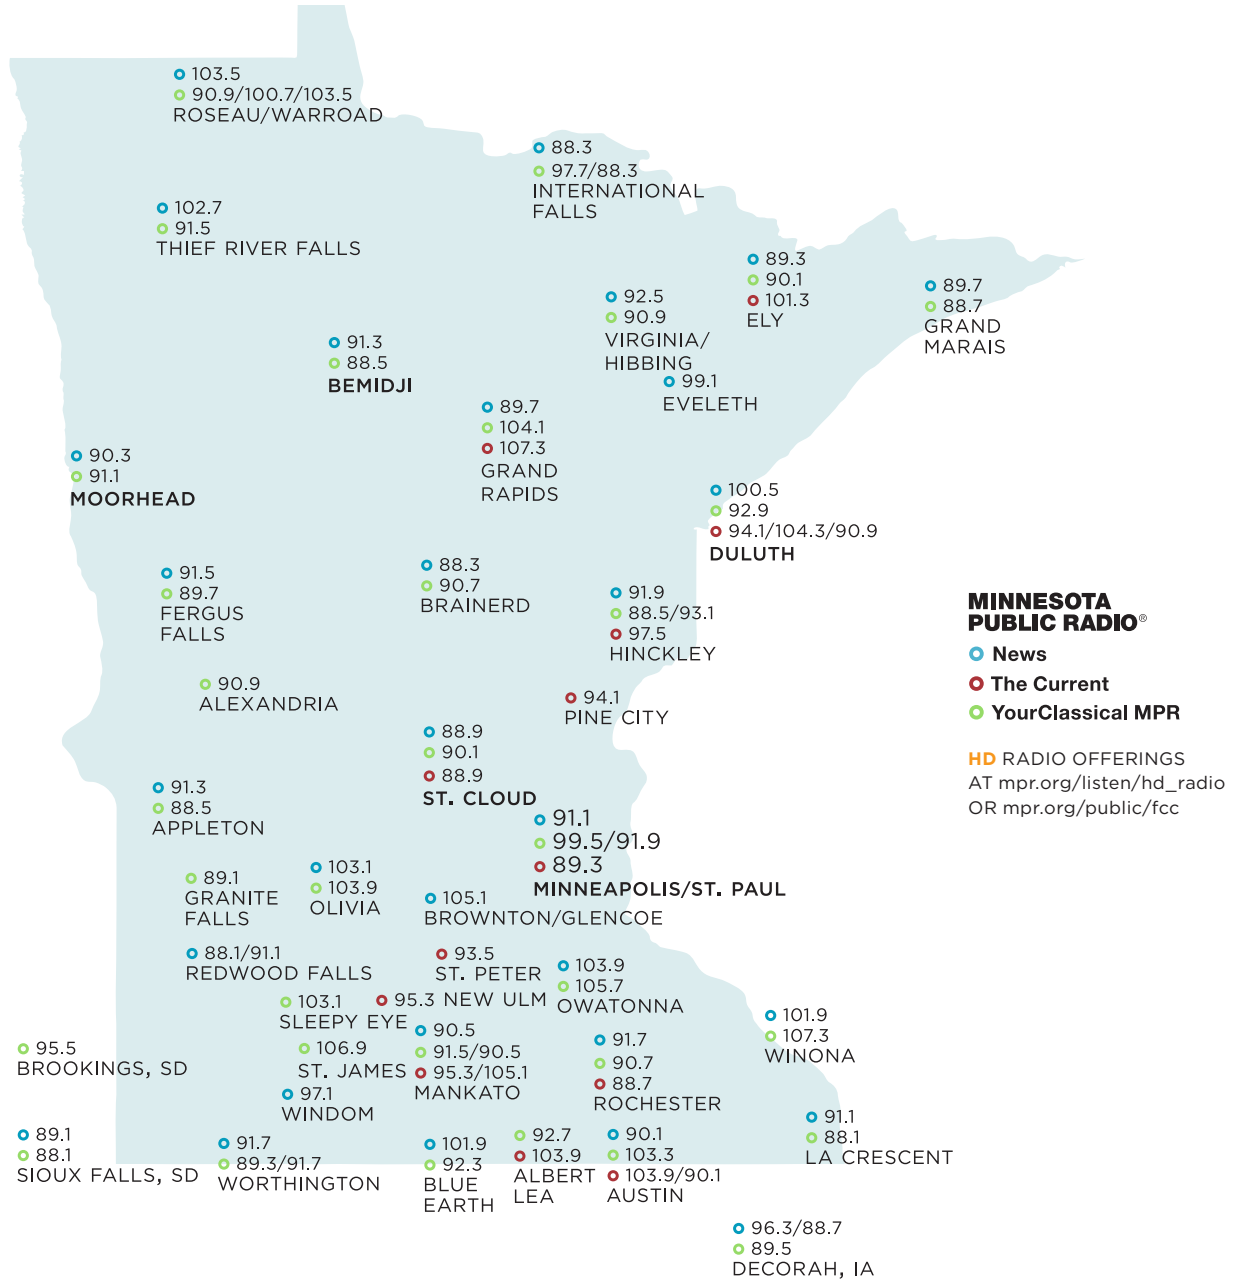 103.5
90.9/100.7/103.5
ROSEAU/WARROAD
88.3
97.7/88.3
INTERNATIONAL
FALLS
102.7
91.5
THIEF RIVER FALLS
89.3
90.1
101.3
ELY
89.7
88.7
GRAND
MARAIS
92.5
90.9
VIRGINIA/
HIBBING
99.1
EVELETH
91.3
88.5
BEMIDJI
89.7
104.1
107.3
GRAND
RAPIDS
90.3
91.1
MOORHEAD
100.5
92.9
94.1/104.3/90.9
DULUTH
91.5
89.7
FERGUS
FALLS
88.3
90.7
BRAINERD
91.9
88.5/93.1
97.5
HINCKLEY
MINNESOTA
PUBLIC RADIO®
News
The Current
YourClassical MPR
HD RADIO OFFERINGS
AT mpr.org/listen/hd_radio
OR mpr.org/public/fcc
90.9
ALEXANDRIA
94.1
PINE CITY
88.9
90.1
88.9
ST. CLOUD
91.3
88.5
APPLETON
91.1
99.5/91.9
89.3
MINNEAPOLIS/ST. PAUL
89.1
GRANITE
FALLS
103.1
103.9
OLIVIA
105.1
BROWNTON/GLENCOE
88.1/91.1
REDWOOD FALLS
93.5
ST. PETER
103.9
105.7
OWATONNA
103.1
SLEEPY EYE
95.3 NEW ULM
101.9
107.3
WINONA
95.5
BROOKINGS, SD
106.9
ST. JAMES
90.5
91.5/90.5
95.3/105.1
MANKATO
91.7
90.7
88.7
ROCHESTER
97.1
WINDOM
91.1
88.1
LA CRESCENT
89.1
88.1
SIOUX FALLS, SD
91.7
89.3/91.7
WORTHINGTON
101.9
92.3
BLUE
EARTH
92.7
103.9
ALBERT
LEA
90.1
103.3
103.9/90.1
AUSTIN
96.3/88.7
89.5
DECORAH, IA